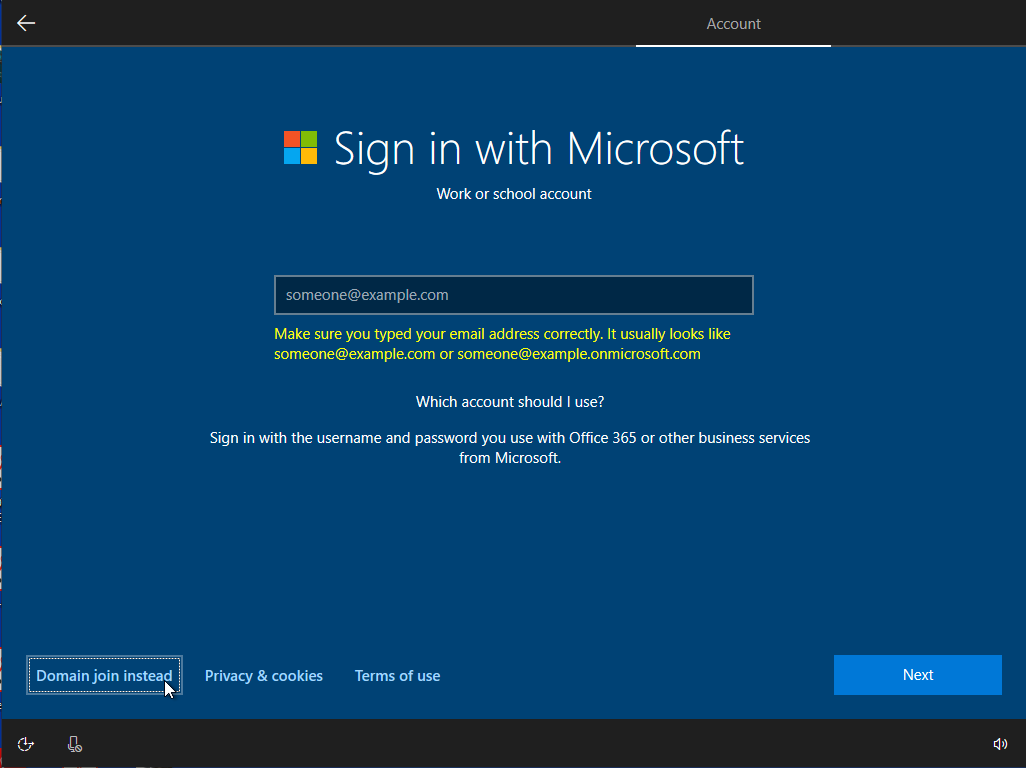 Account
Sign in with Microsoft
Work or school account
someone@example.com
Make sure you typed your email address correctly. It usually looks like
someone@example.com or someone@example.onmicrosoft.com
Which account should I use?
Sign in with the username and password you use with Office 365 or other business services
from Microsoft.
Domain join instead
Privacy & cookies
Terms of use
Next